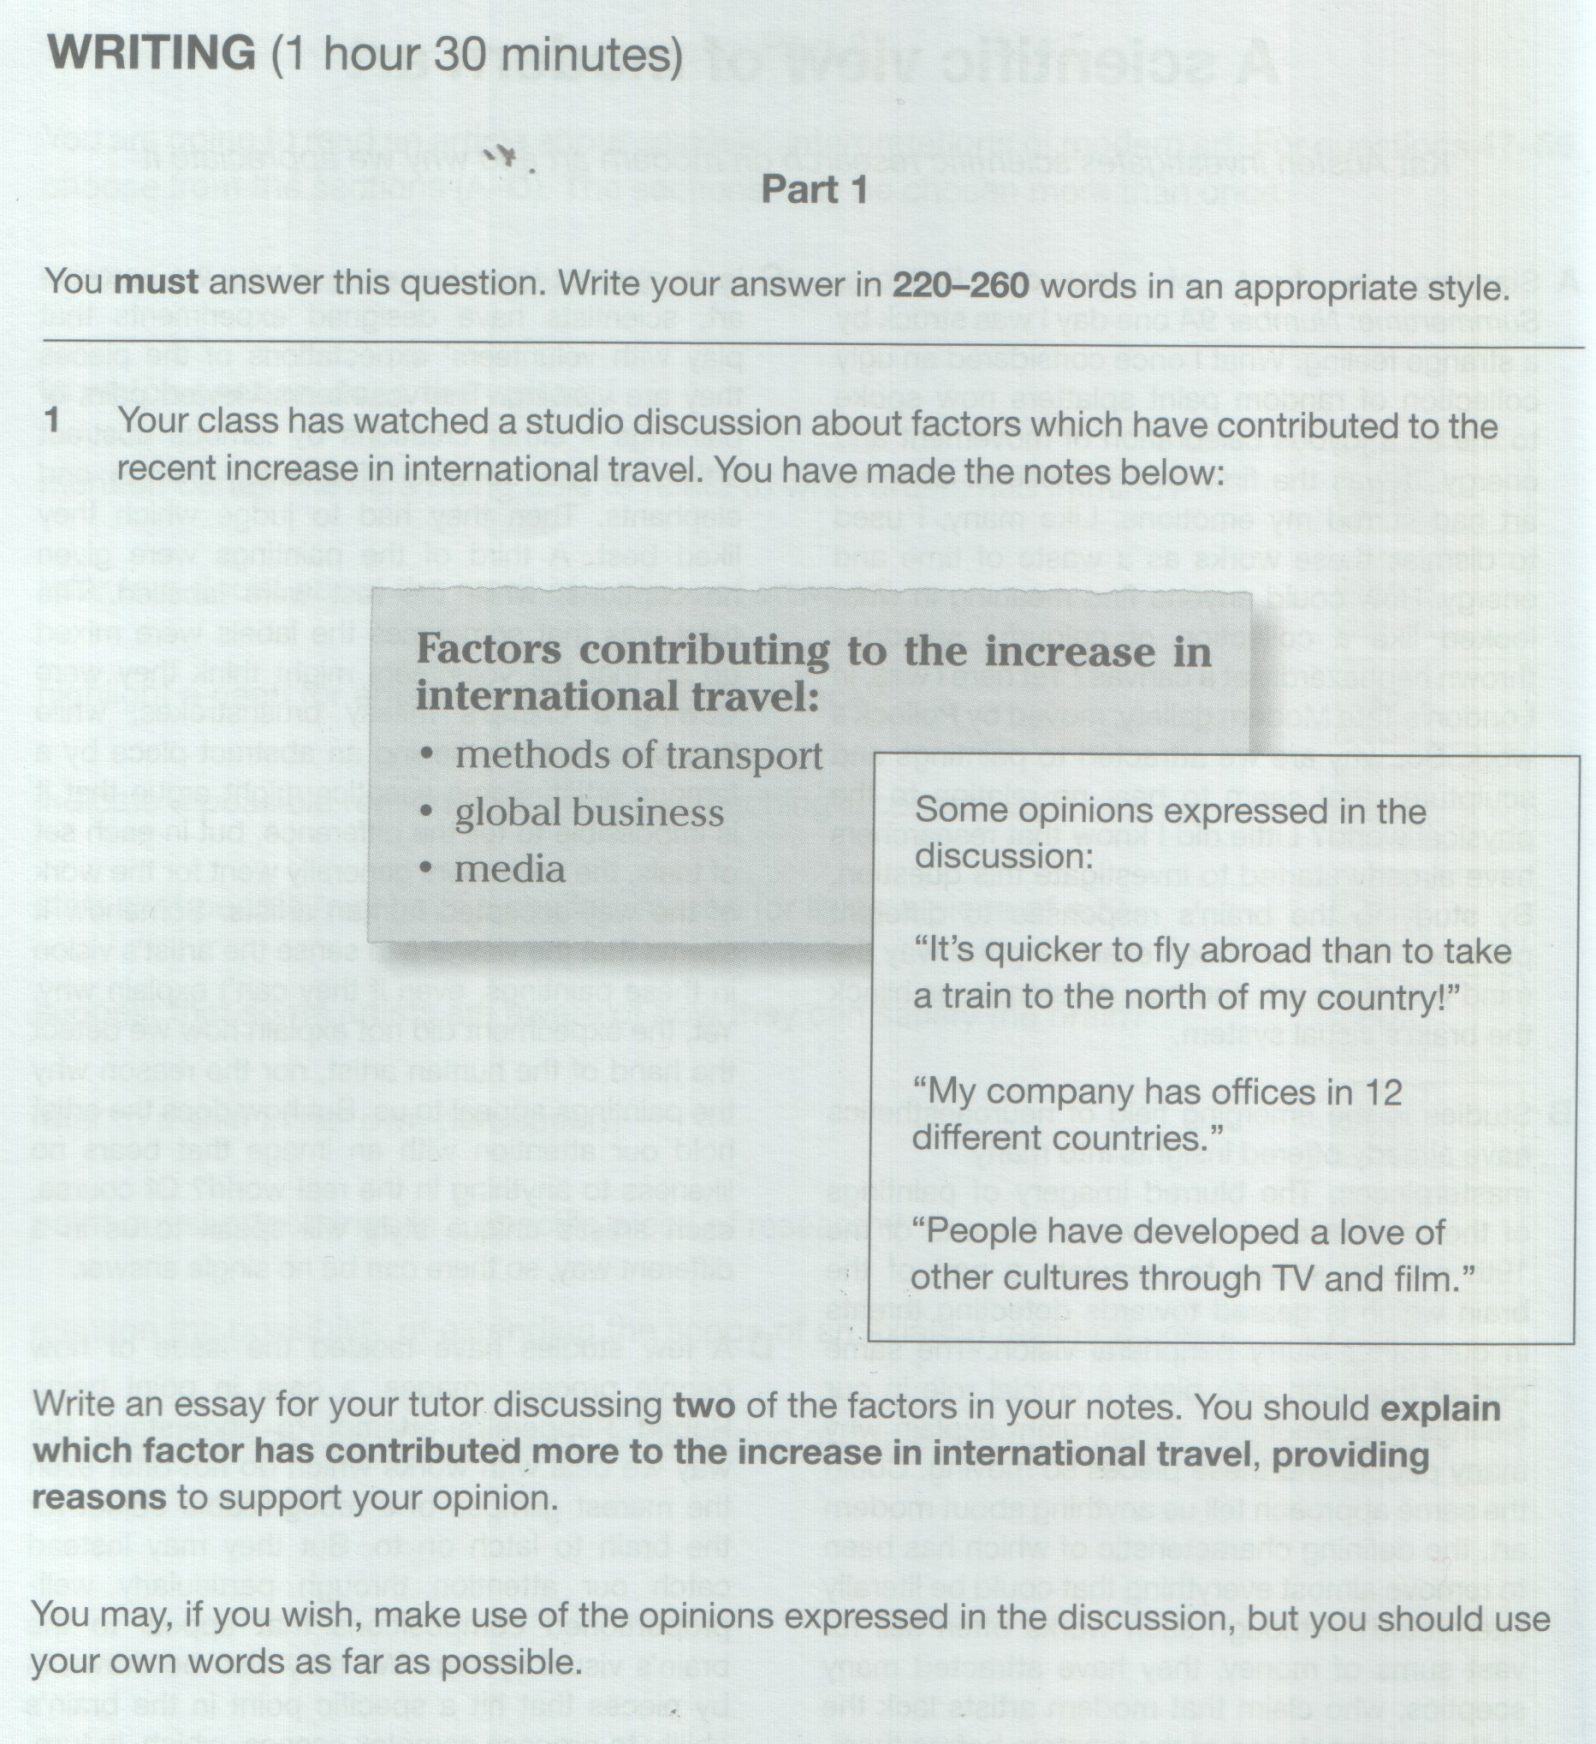 WRITING (1 hour 30 minutes)
Part 1
You must answer this question. Write your answer in 220–260 words in an appropriate style.
1 Your class has watched a studio discussion about factors which have contributed to the
recent increase in international travel. You have made the notes below:
Factors contributing to the increase in
international travel:
• methods of transport
• global business
• media
Some opinions expressed in the
discussion:
“It’s quicker to fly abroad than to take
a train to the north of my country!”
“My company has offices in 12
different countries.”
“People have developed a love of
other cultures through TV and film.”
Write an essay for your tutor discussing two of the factors in your notes. You should explain
which factor has contributed more to the increase in international travel, providing
reasons to support your opinion.
You may, if you wish, make use of the opinions expressed in the discussion, but you should use
your own words as far as possible.